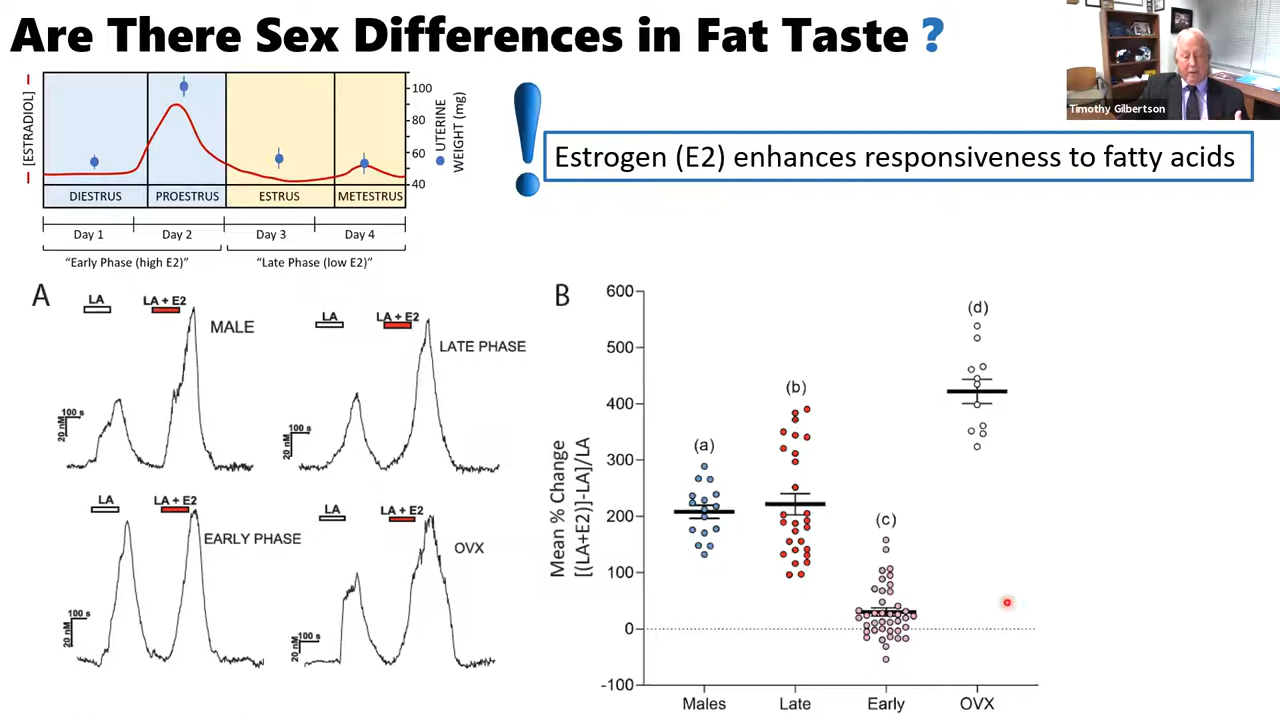 Are There Sex Differences in Fat Taste ?
Timothy Gilbertson
[ESTRADIOL]
100
80
60
40
UTERINE
WEIGHT (mg)
DIESTRUS
PROESTRUS
ESTRUS
METESTRUS
Day 1
Day 2
Day 3
Day 4
“Early Phase (high E2)”
“Late Phase (low E2)”
!
Estrogen (E2) enhances responsiveness to fatty acids
A
LA
LA + E2
MALE
100 s
20 nM
LA
LA + E2
LATE PHASE
100 s
20 nM
LA
LA + E2
EARLY PHASE
100 s
20 nM
LA
LA + E2
OVX
100 s
20 nM
B
Mean % Change
[(LA+E2)]-LA]/LA
600
500
400
300
200
100
0
-100
(a)
(b)
(c)
(d)
Males
Late
Early
OVX